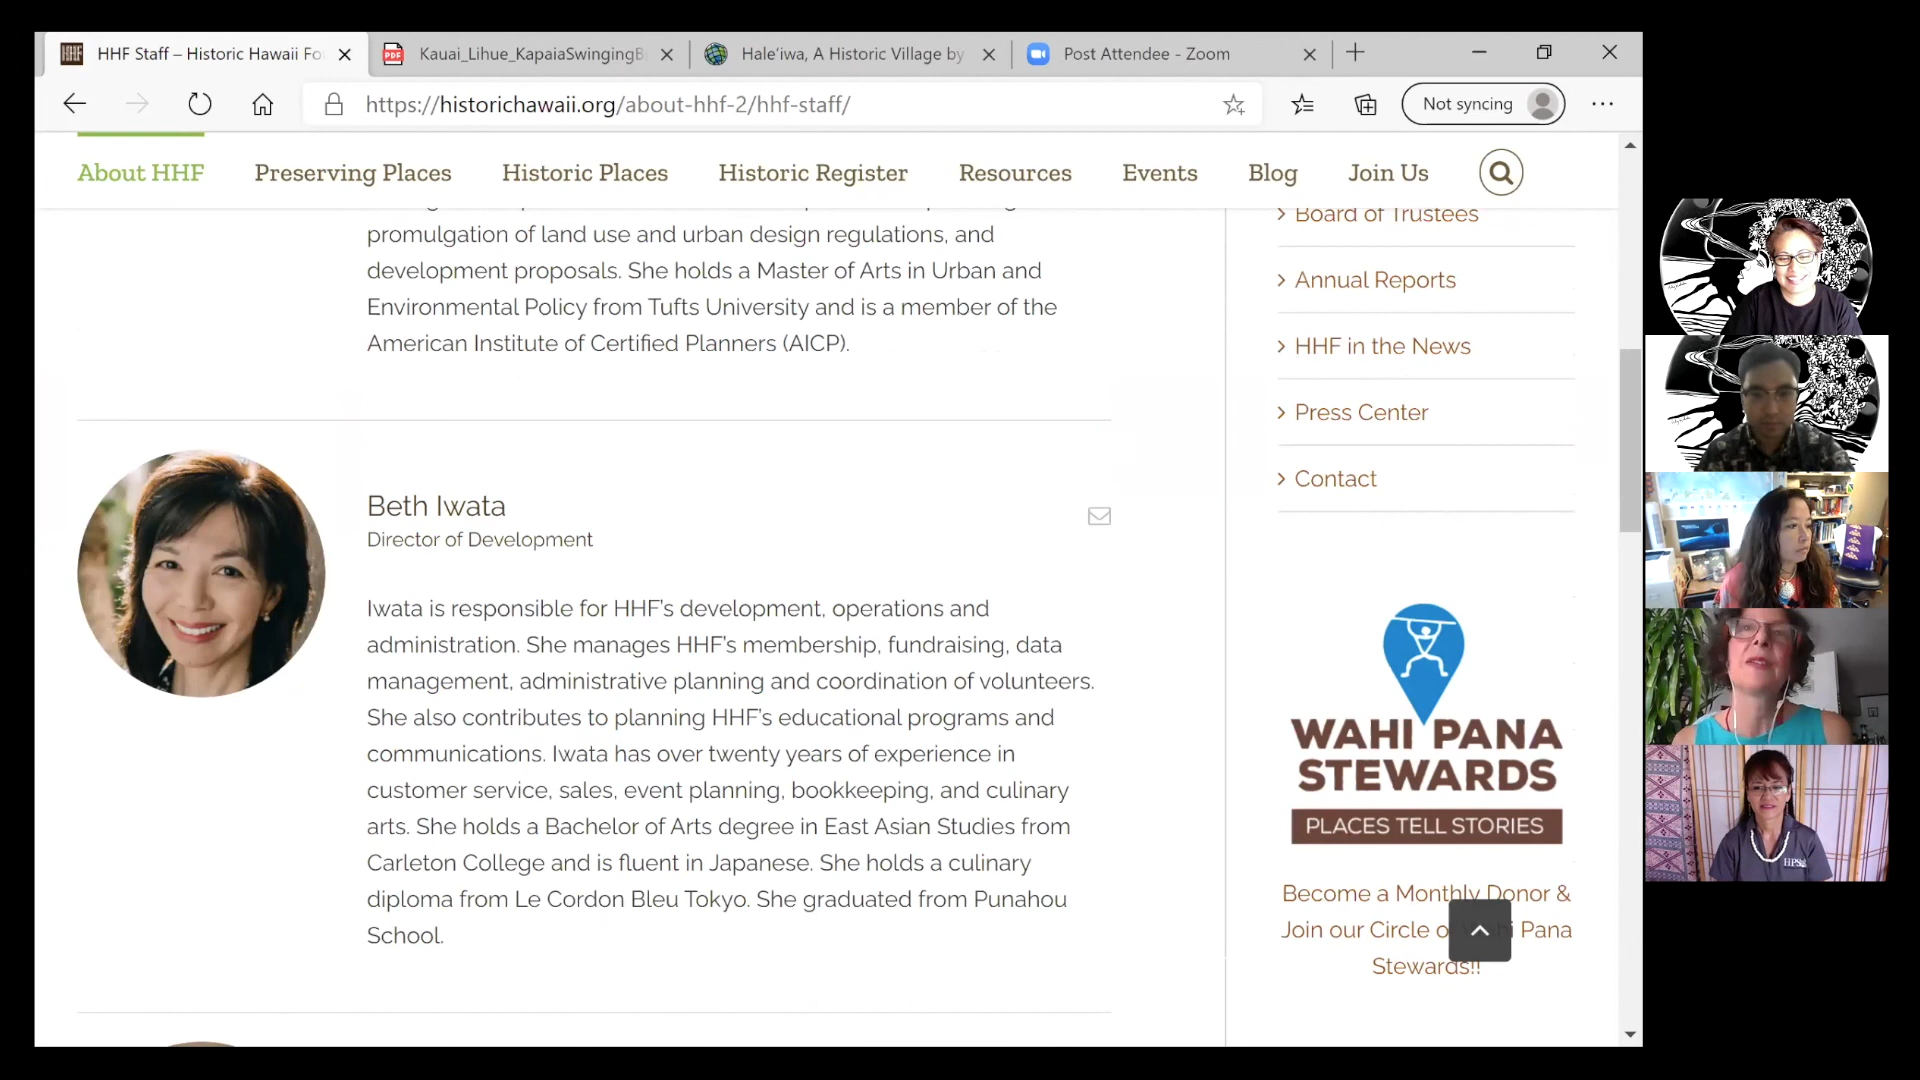 HHF Staff – Historic Hawaii Fo
Kauai_Lihue_KapaiaSwingingB
Hale‘iwa, A Historic Village by
Post Attendee - Zoom
https://historichawaii.org/about-hhf-2/hhf-staff/
Not syncing
About HHF
Preserving Places
Historic Places
Historic Register
Resources
Events
Blog
Join Us
promulgation of land use and urban design regulations, and
development proposals. She holds a Master of Arts in Urban and
Environmental Policy from Tufts University and is a member of the
American Institute of Certified Planners (AICP).
Beth Iwata
Director of Development
Iwata is responsible for HHF’s development, operations and
administration. She manages HHF’s membership, fundraising, data
management, administrative planning and coordination of volunteers.
She also contributes to planning HHF’s educational programs and
communications. Iwata has over twenty years of experience in
customer service, sales, event planning, bookkeeping, and culinary
arts. She holds a Bachelor of Arts degree in East Asian Studies from
Carleton College and is fluent in Japanese. She holds a culinary
diploma from Le Cordon Bleu Tokyo. She graduated from Punahou
School.
Board of Trustees
Annual Reports
HHF in the News
Press Center
Contact
WAHI PANA
STEWARDS
PLACES TELL STORIES
Become a Monthly Donor &
Join our Circle o Pana
Stewards!!